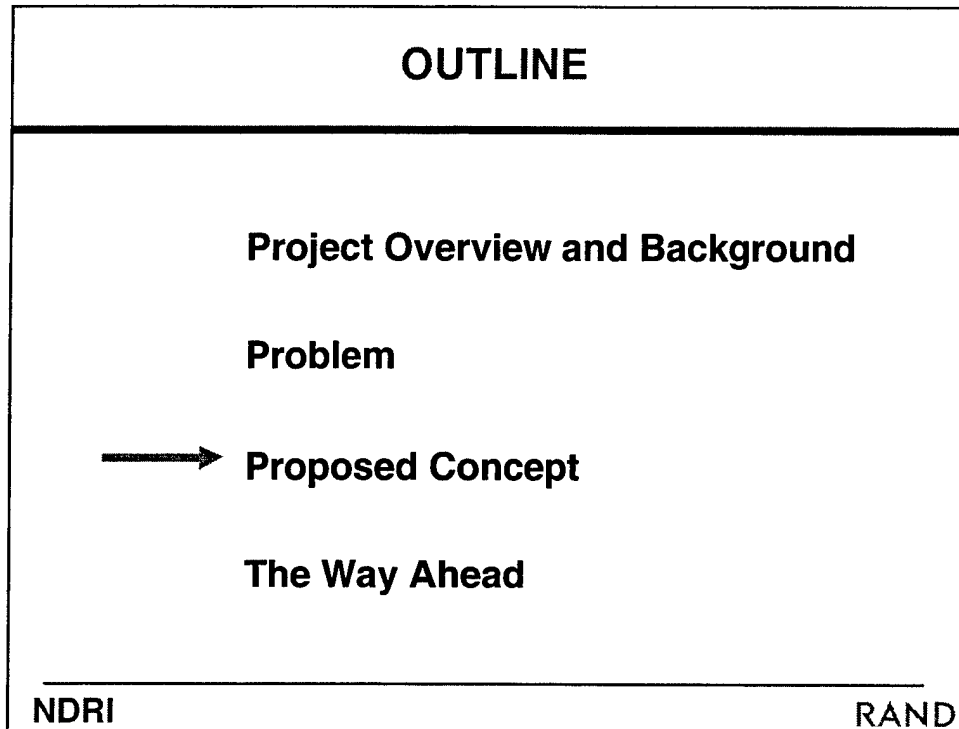 OUTLINE
Project Overview and Background
Problem
Proposed Concept
The Way Ahead
NDRI RAND